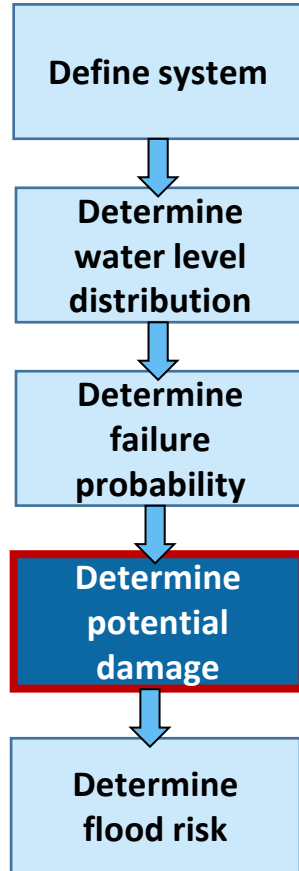 Define system
Determine
water level
distribution
Determine
failure
probability
Determine
potential
damage
Determine
flood risk